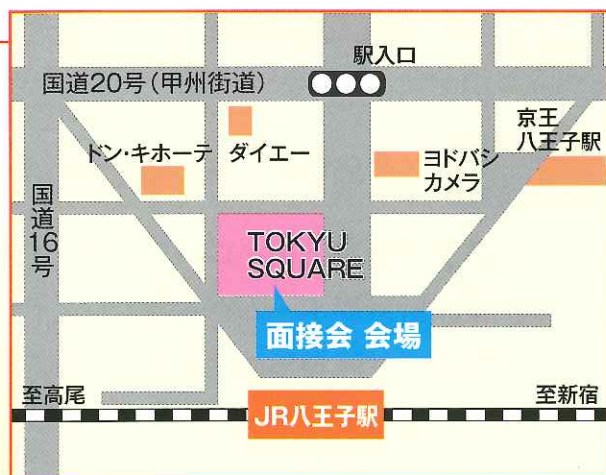 駅入口
国道20号(甲州街道)
京王
八王子駅
ドン・キホーテ
ダイエー
ヨドバシ
カメラ
国道16号
TOKYU
SQUARE
面接会 会場
至高尾
至新宿
JR八王子駅